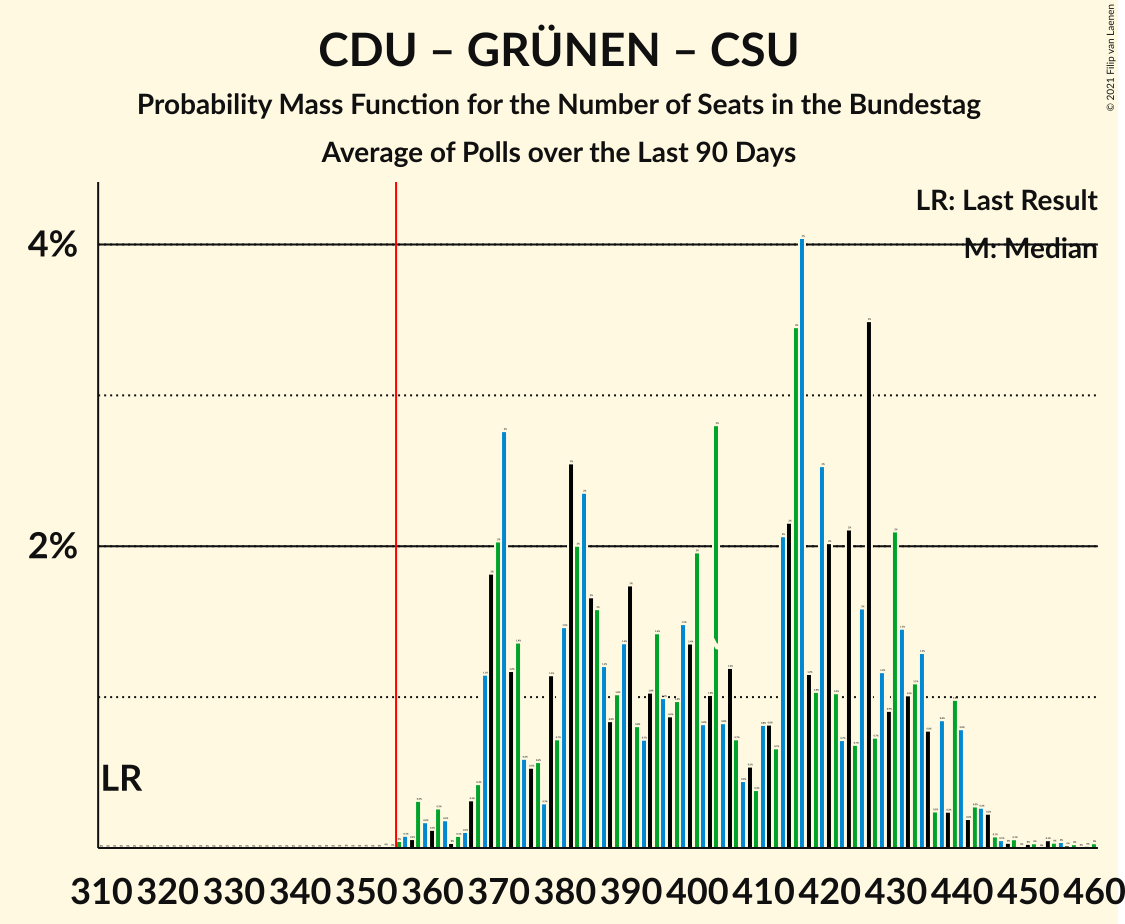 CDU – GRÜNEN – CSU
Probability Mass Function for the Number of Seats in the Bundestag
Average of Polls over the Last 90 Days
© 2021 Filip van Laenen
LR: Last Result
M: Median
4%
2%
LR
310 320 330 340 350 360 370 380 390 400 410 420 430 440 450 460